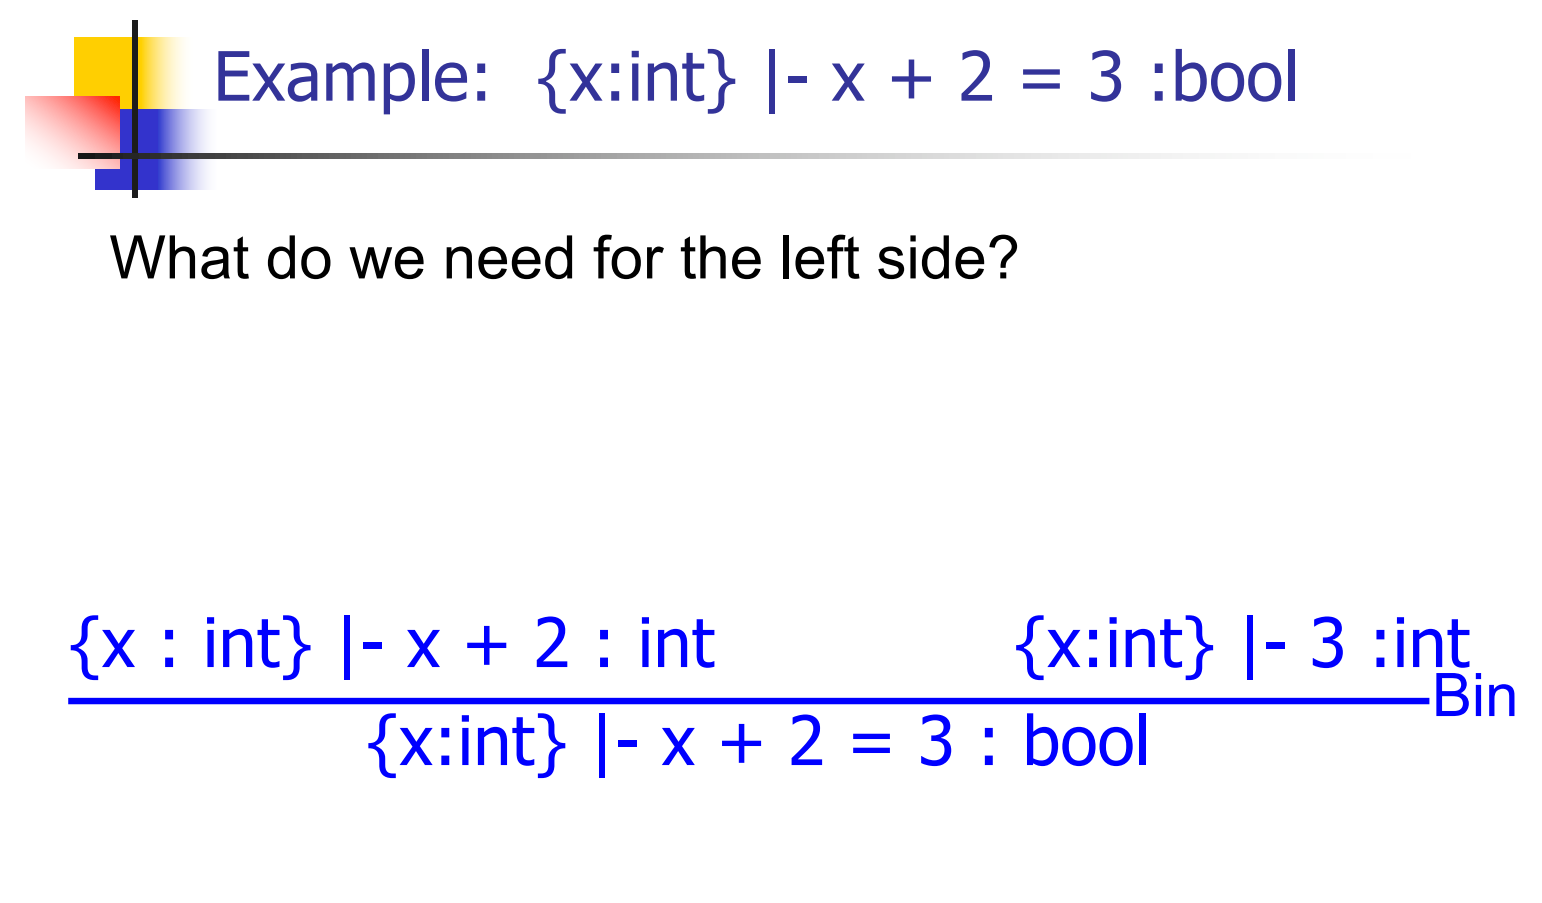 Example: {x:int} |- x + 2 = 3 :bool
What do we need for the left side?
{x : int} |- x + 2 : int {x:int} |- 3 :int
Bin
{x:int} |- x + 2 = 3 : bool